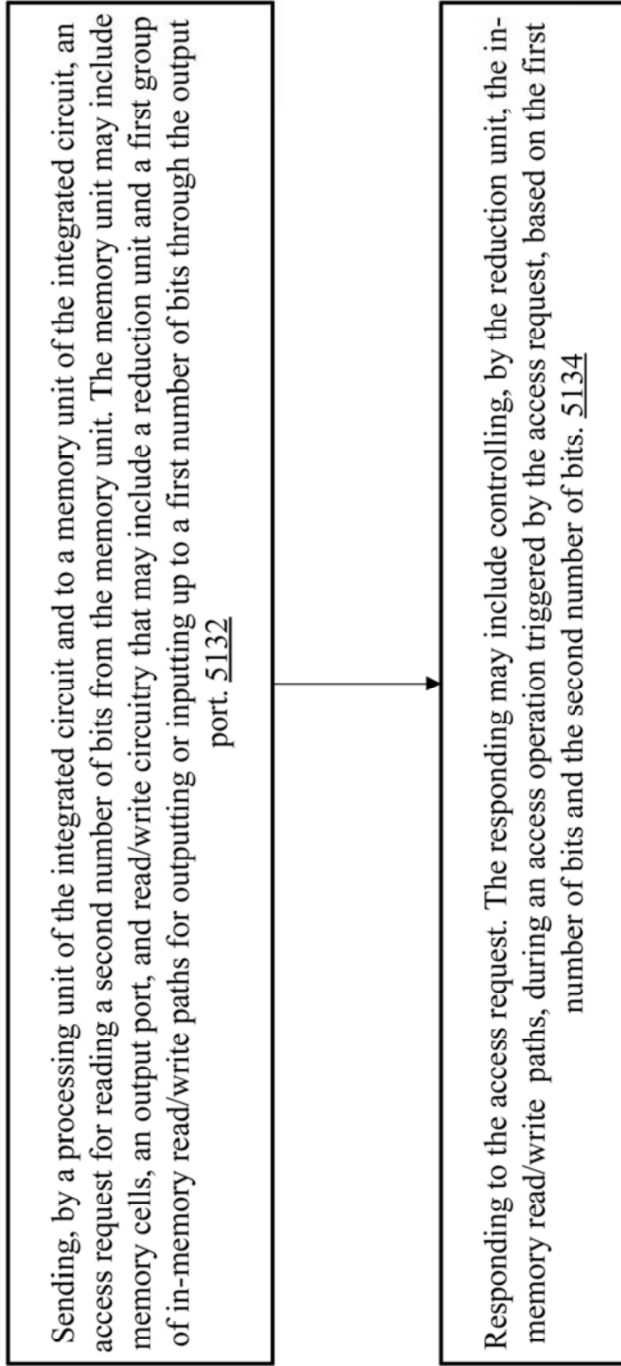 Sending, by a processing unit of the integrated circuit and to a memory unit of the integrated circuit, an
access request for reading a second number of bits from the memory unit. The memory unit may include
memory cells, an output port, and read/write circuitry that may include a reduction unit and a first group
of in-memory read/write paths for outputting or inputting up to a first number of bits through the output
port. 5132
Responding to the access request. The responding may include controlling, by the reduction unit, the in-
memory read/write paths, during an access operation triggered by the access request, based on the first
number of bits and the second number of bits. 5134